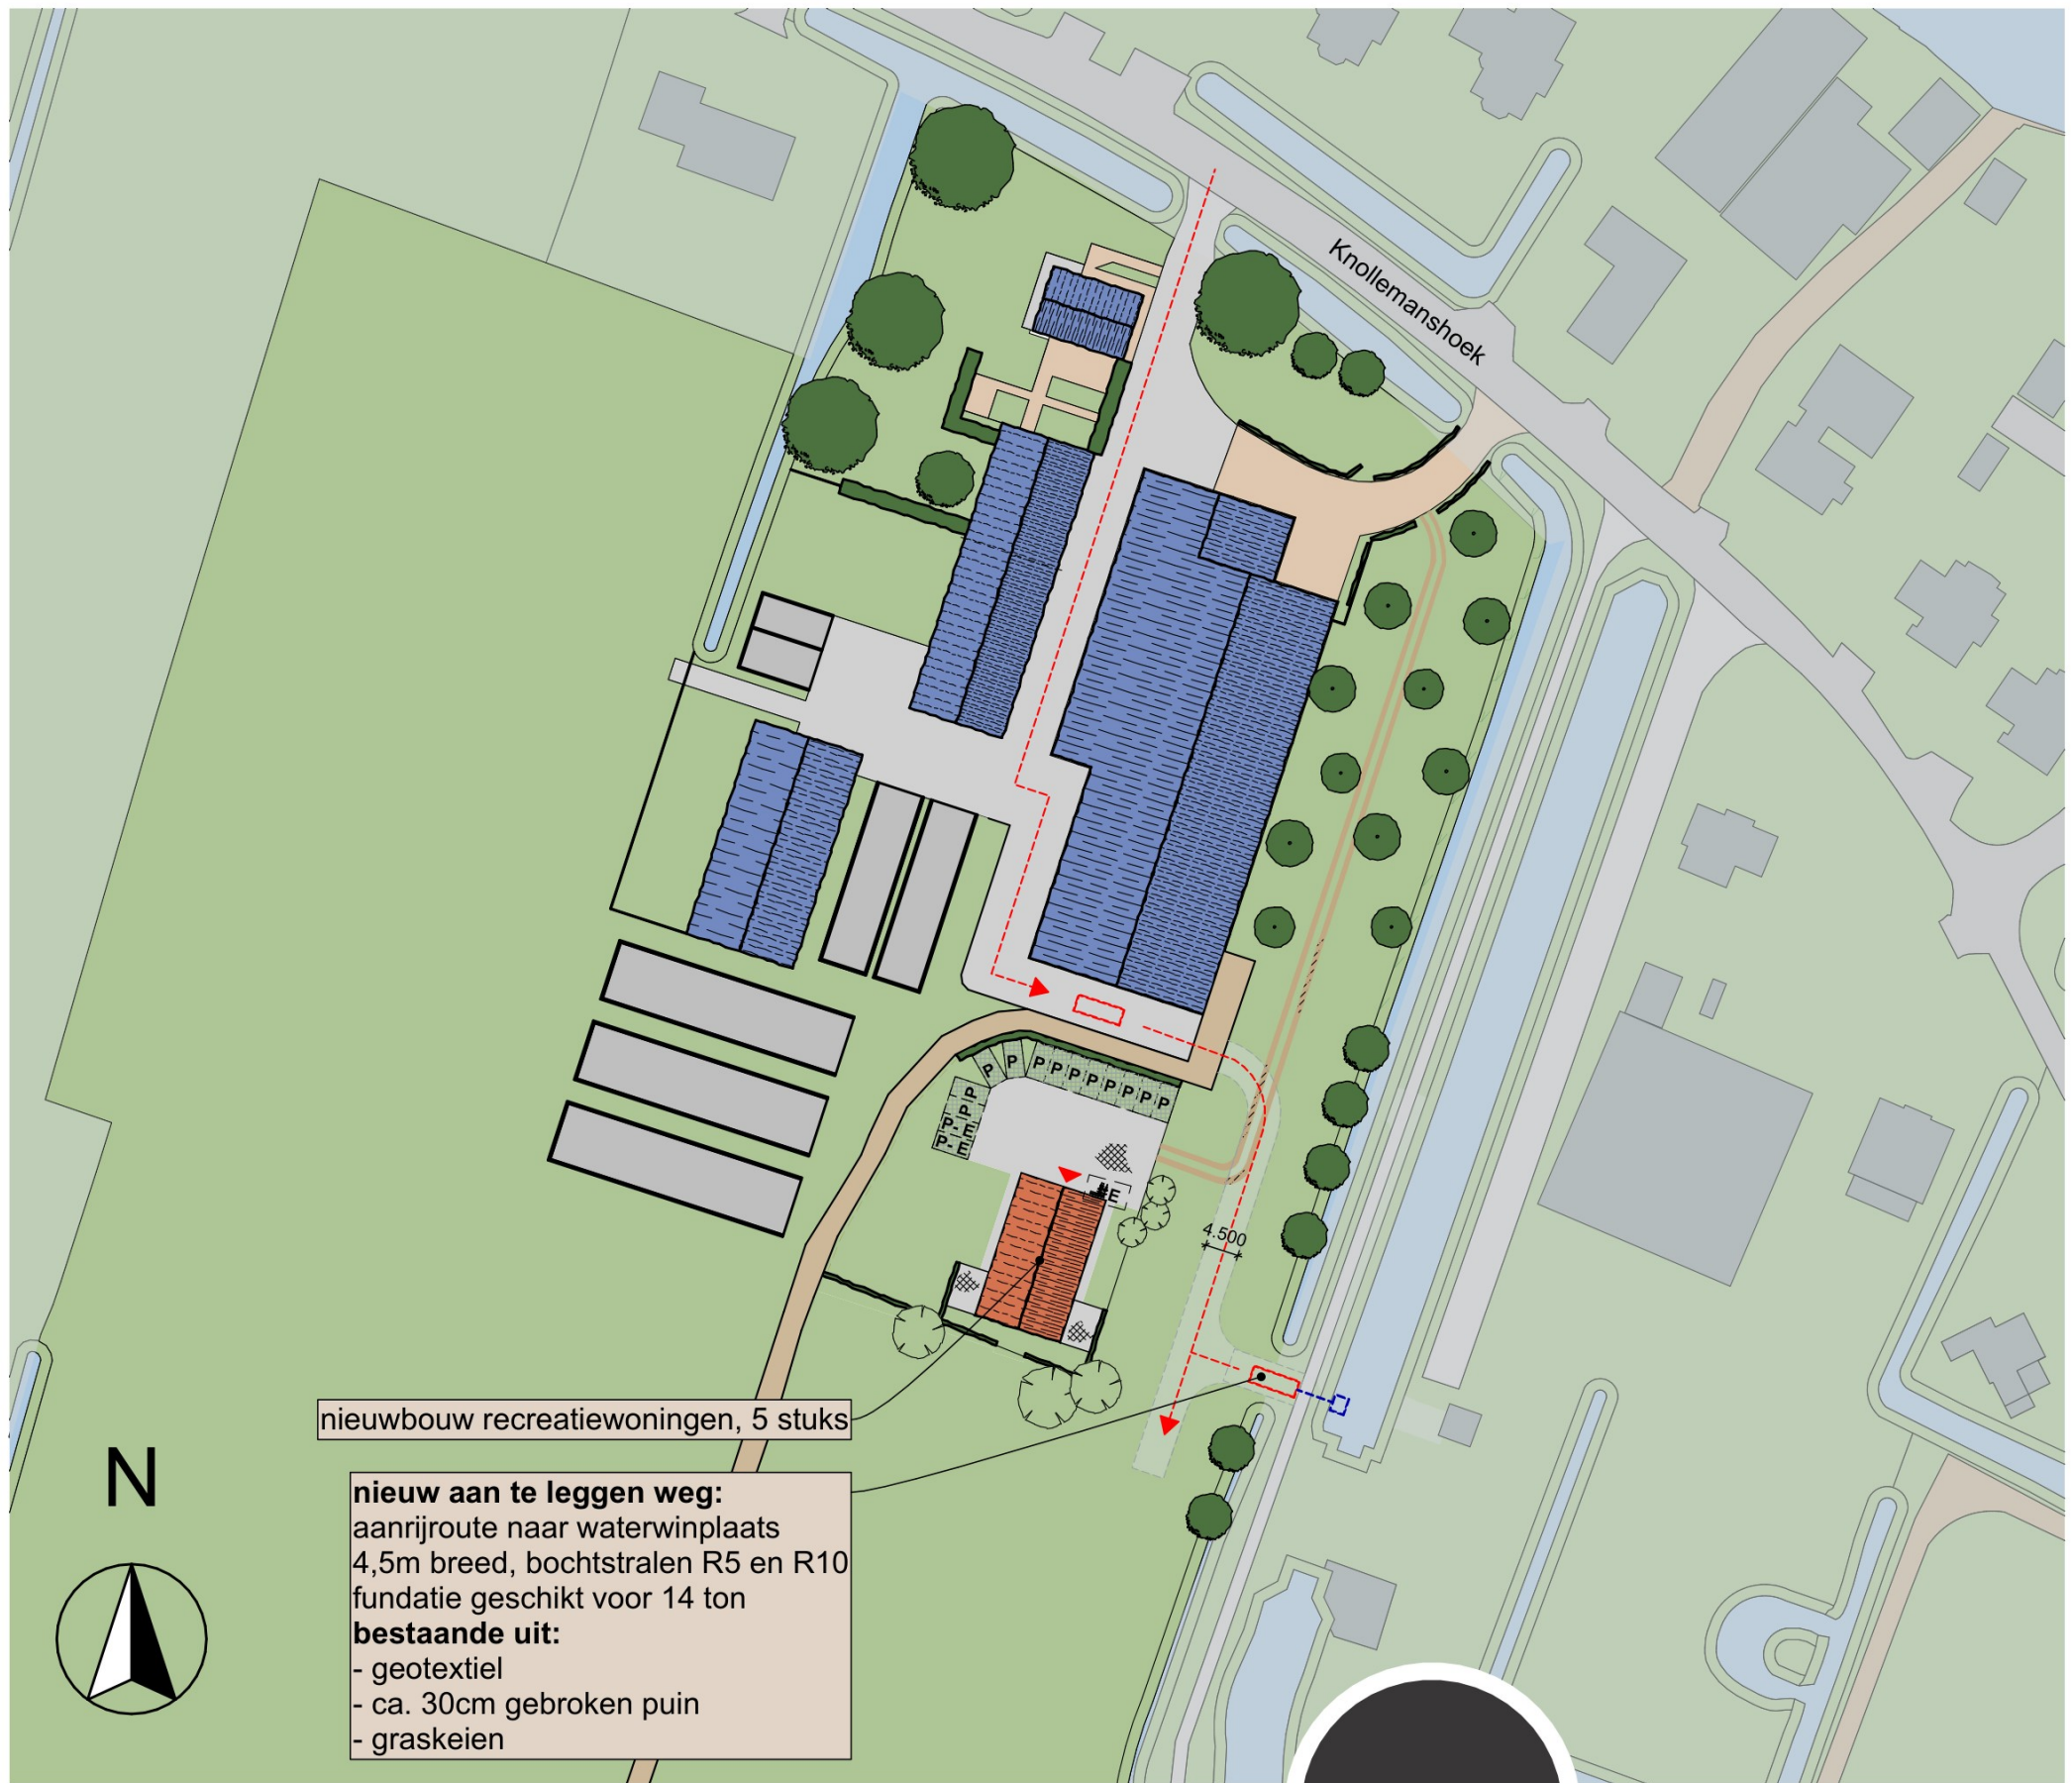 Knollemanshoek
P P P P P P P P P P
P
P
P-E
P-E
E
4.500
nieuwbouw recreatiewoningen, 5 stuks
N
nieuw aan te leggen weg:
aanrijroute naar waterwinplaats
4,5m breed, bochtstralen R5 en R10
fundatie geschikt voor 14 ton
bestaande uit:
- geotextiel
- ca. 30cm gebroken puin
- graskeien